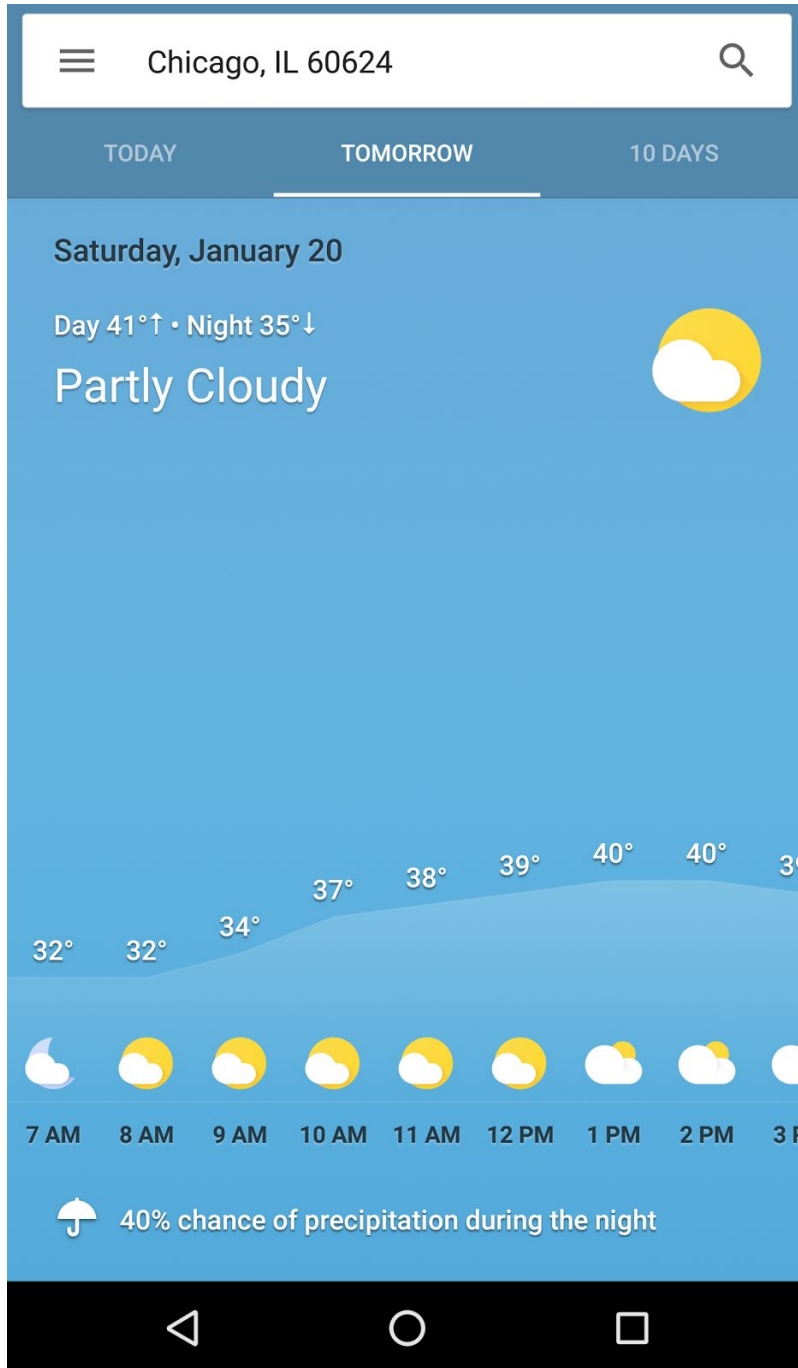 Chicago, IL 60624
TODAY TOMORROW 10 DAYS
Saturday, January 20
Day 41°↑ • Night 35°↓
Partly Cloudy
32° 32° 34° 37° 38° 39° 40° 40° 39
7 AM 8 AM 9 AM 10 AM 11 AM 12 PM 1 PM 2 PM 3 P
40% chance of precipitation during the night